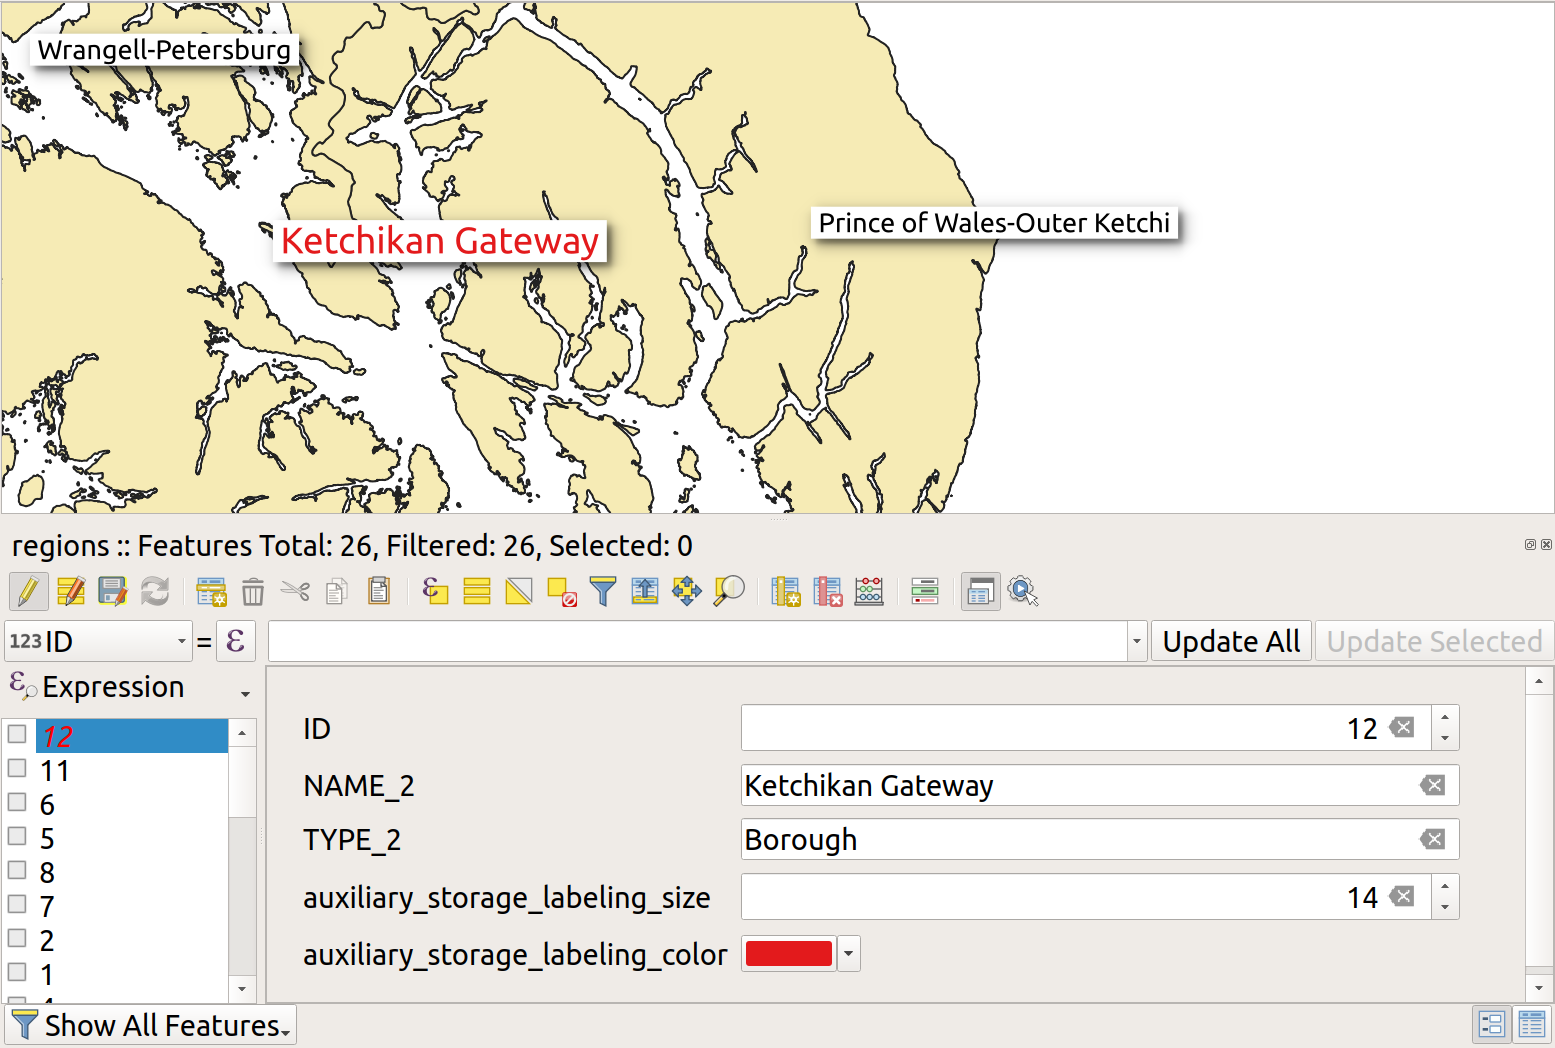 Wrangell-Petersburg
Prince of Wales-Outer Ketchi
Ketchikan Gateway
regions :: Features Total: 26, Filtered: 26, Selected: 0
123 ID = ε Update All Update Selected
Expression
12
11
6
5
8
7
2
1
ID 12
NAME_2 Ketchikan Gateway
TYPE_2 Borough
auxiliary_storage_labeling_size 14
auxiliary_storage_labeling_color
Show All Features